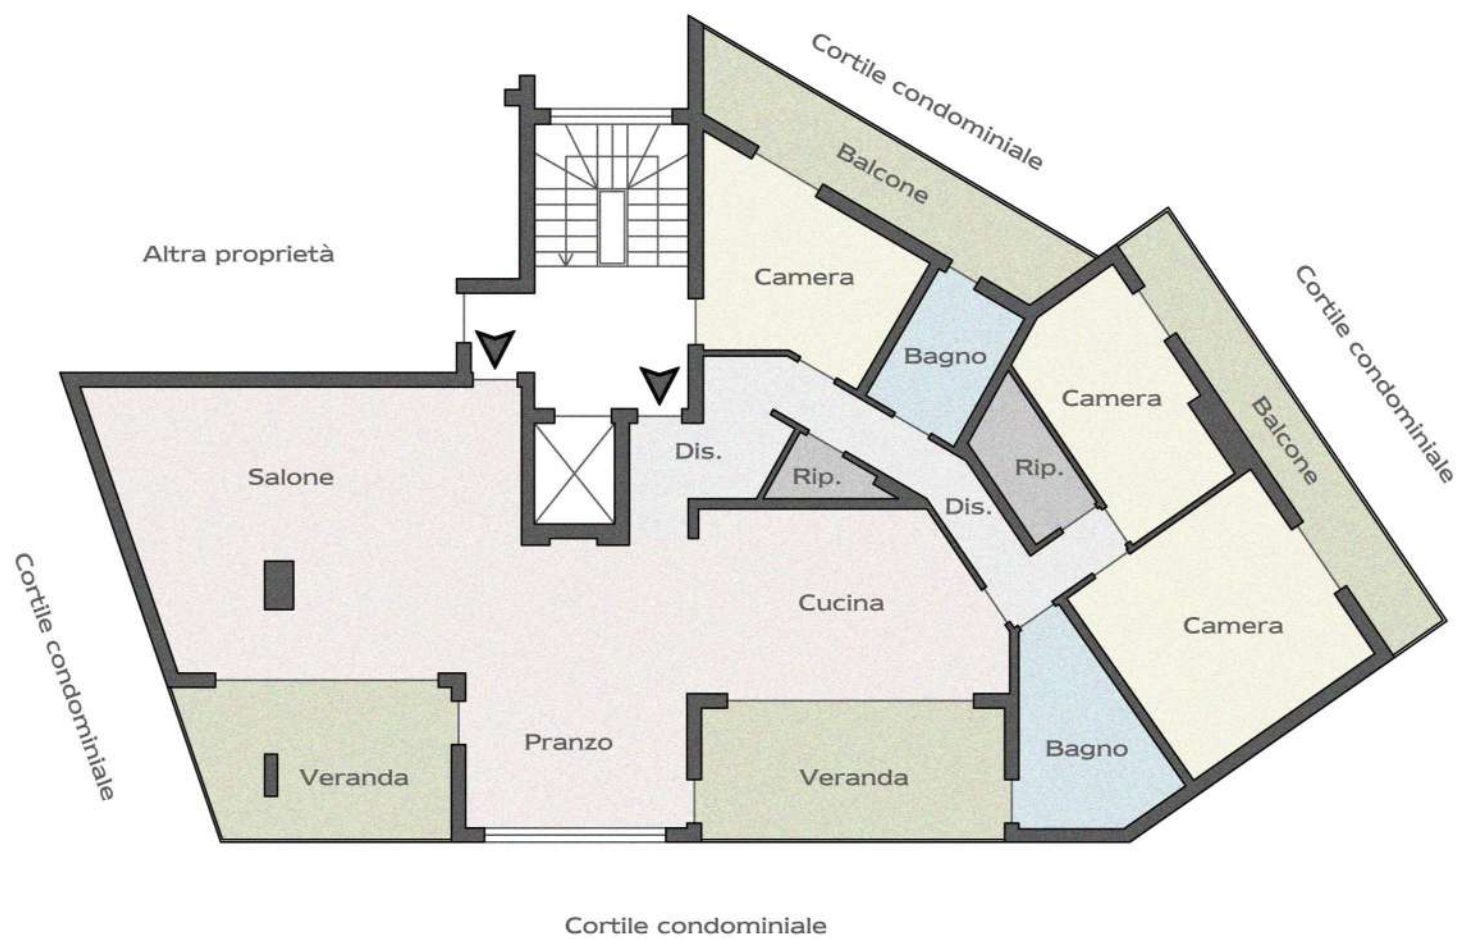 Cortile condominiale
Balcone
Altra proprietà
Camera
Cortile condominiale
Bagno
Camera
Balcone
Dis.
Rip.
Salone
Rip.
Dis.
Cucina
Camera
Cortile condominiale
Pranzo
Bagno
Veranda
Veranda
Cortile condominiale